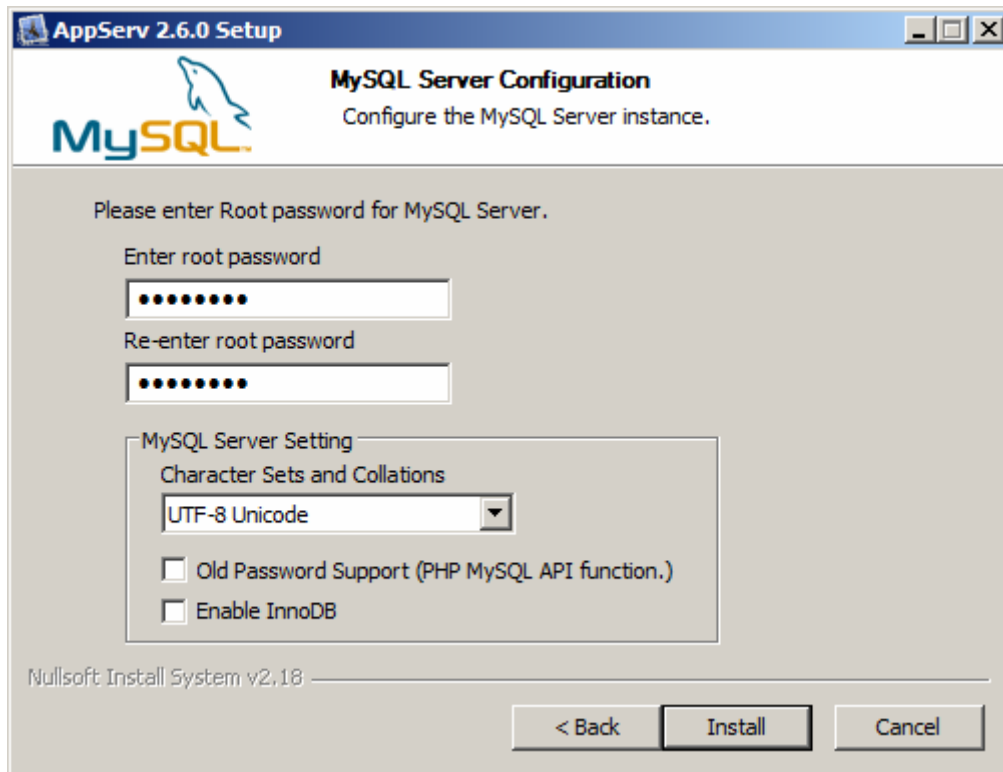 AppServ 2.6.0 Setup
MySQL Server Configuration
Configure the MySQL Server instance.
MySQL™
Please enter Root password for MySQL Server.
Enter root password
••••••••
Re-enter root password
••••••••
MySQL Server Setting
Character Sets and Collations
UTF-8 Unicode
Old Password Support (PHP MySQL API function.)
Enable InnoDB
Nullsoft Install System v2.18
< Back Install Cancel